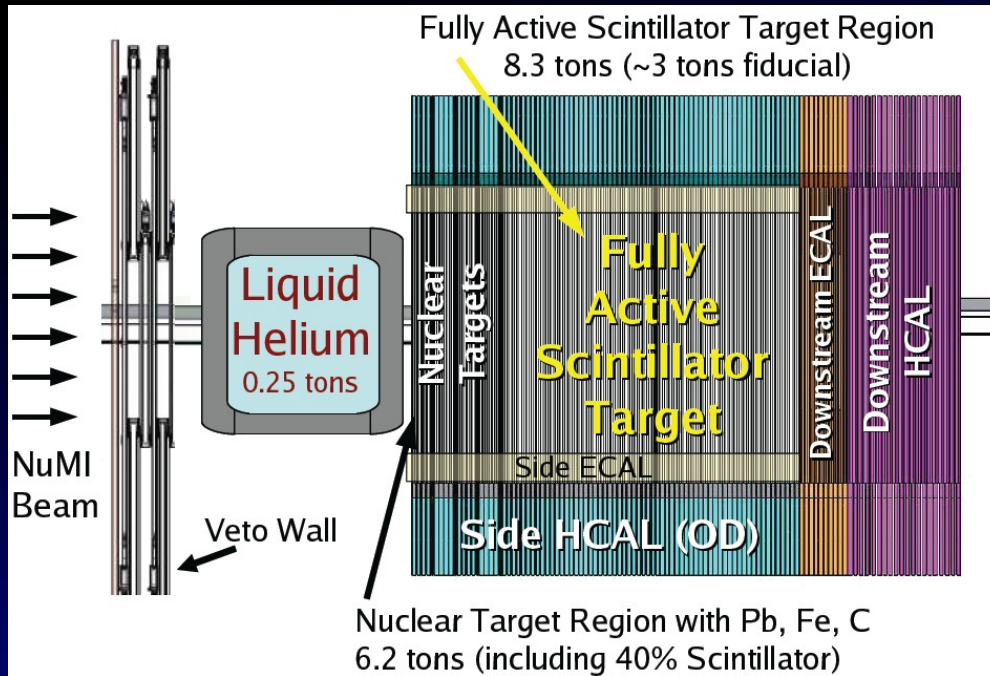 Fully Active Scintillator Target Region
8.3 tons (~3 tons fiducial)
NuMI
Beam
Veto Wall
Liquid
Helium
0.25 tons
Nuclear
Targets
Fully
Active
Scintillator
Target
Downstream ECAL
Downstream
HCAL
Side ECAL
Side HCAL (OD)
Nuclear Target Region with Pb, Fe, C
6.2 tons (including 40% Scintillator)